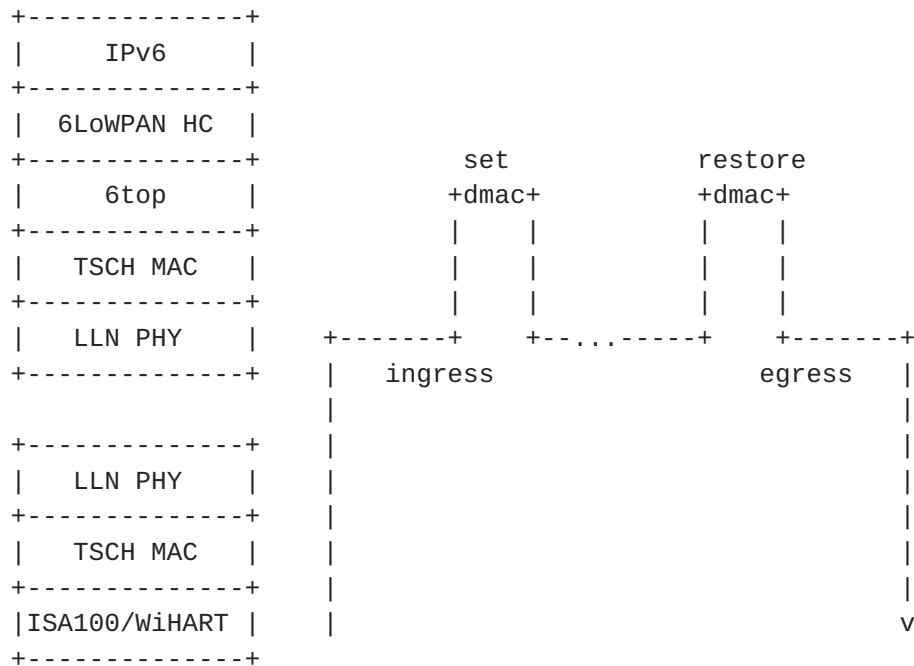 +--------------+
|     IPv6     |
+--------------+
|  6LoWPAN HC  |
+--------------+             set            restore
|     6top     |            +dmac+          +dmac+
+--------------+            |    |          |    |
|   TSCH MAC   |            |    |          |    |
+--------------+            |    |          |    |
|   LLN PHY    |    +-------+    +--...-----+    +-------+
+--------------+    |   ingress                 egress   |
                    |                                    |
+--------------+    |                                    |
|   LLN PHY    |    |                                    |
+--------------+    |                                    |
|   TSCH MAC   |    |                                    |
+--------------+    |                                    |
|ISA100/WiHART |    |                                    v
+--------------+